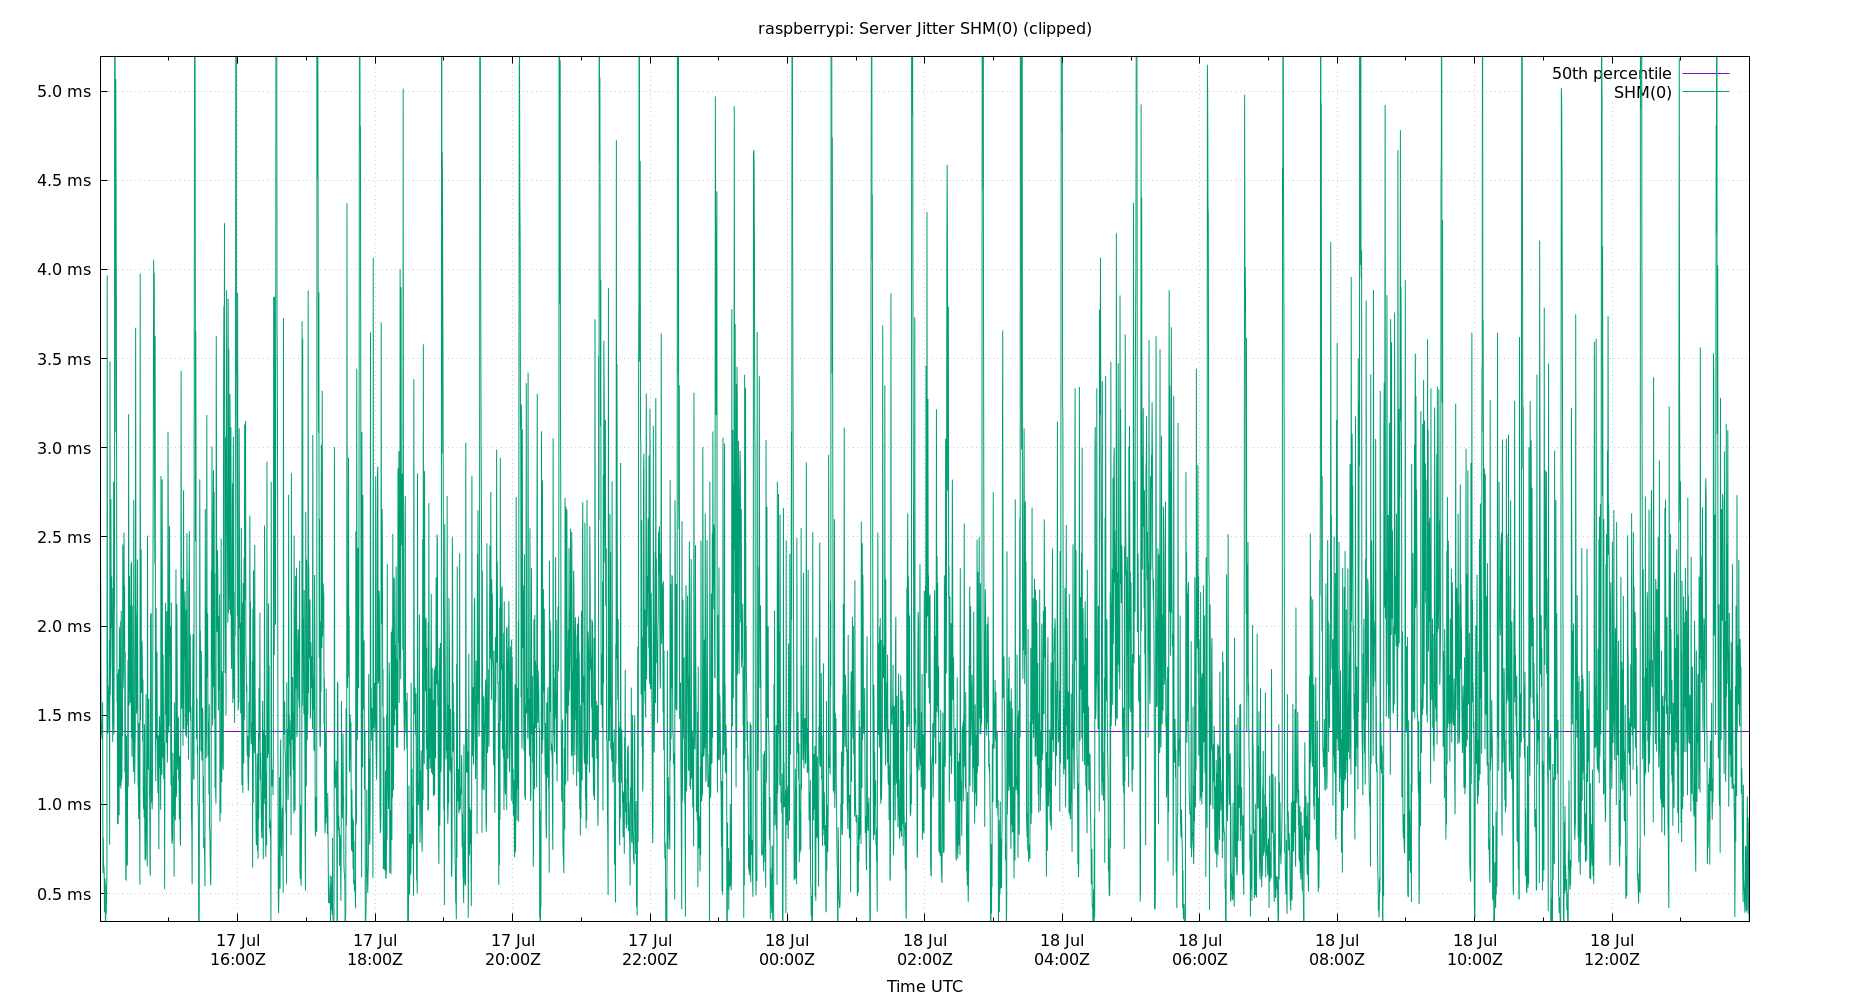 raspberrypi: Server Jitter SHM(0) (clipped)
50th percentile
SHM(0)
5.0 ms
4.5 ms
4.0 ms
3.5 ms
3.0 ms
2.5 ms
2.0 ms
1.5 ms
1.0 ms
0.5 ms
17 Jul 17 Jul 17 Jul 17 Jul 18 Jul 18 Jul 18 Jul 18 Jul 18 Jul 18 Jul 18 Jul
16:00Z 18:00Z 20:00Z 22:00Z 00:00Z 02:00Z 04:00Z 06:00Z 08:00Z 10:00Z 12:00Z
Time UTC